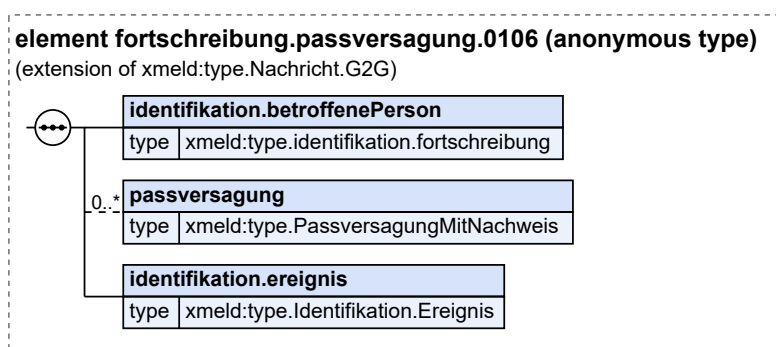 element fortschreibung.passversagung.0106 (anonymous type)
(extension of xmeld:type.Nachricht.G2G)
identifikation.betroffenePerson
type xmeld:type.identifikation.fortschreibung
0..* passversagung
type xmeld:type.PassversagungMitNachweis
identifikation.ereignis
type xmeld:type.Identifikation.Ereignis